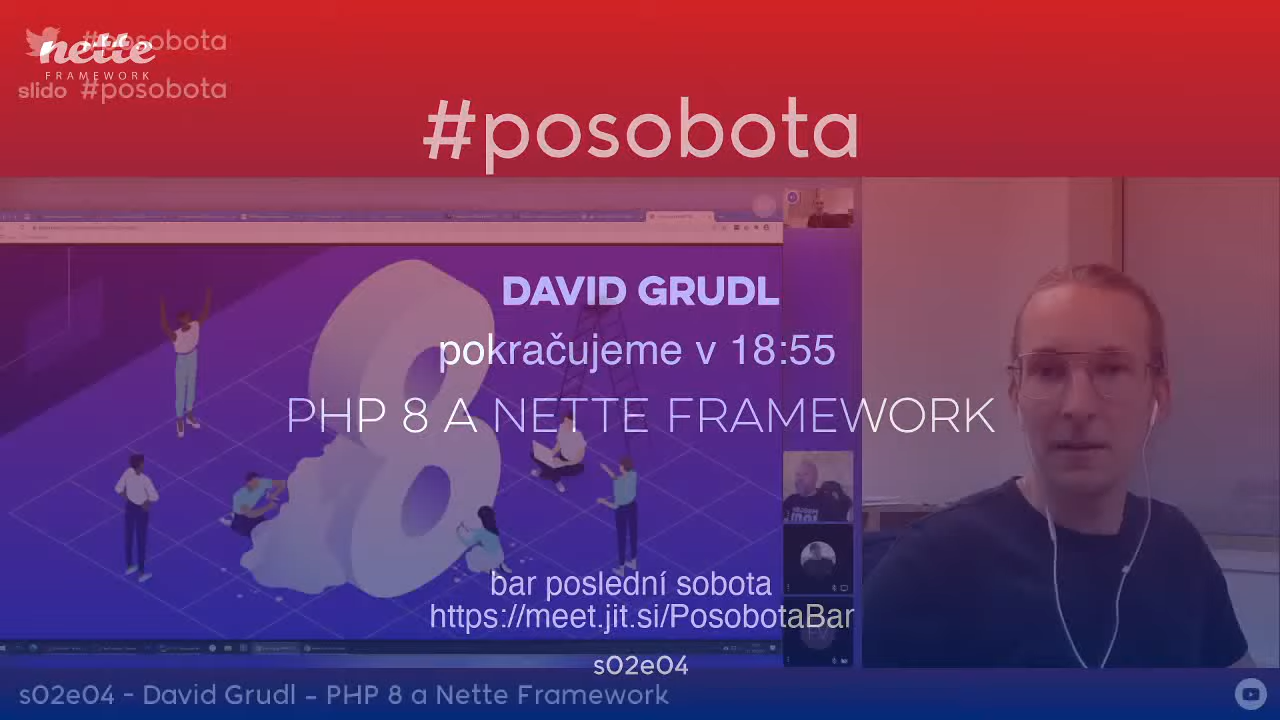 #posobota
nette
FRAMEWORK
slido #posobota
#posobota
DAVID GRUDL
pokračujeme v 18:55
PHP 8 A NETTE FRAMEWORK
bar poslední sobota
https://meet.jit.si/PosobotaBar
s02e04
s02e04 - David Grudl - PHP 8 a Nette Framework